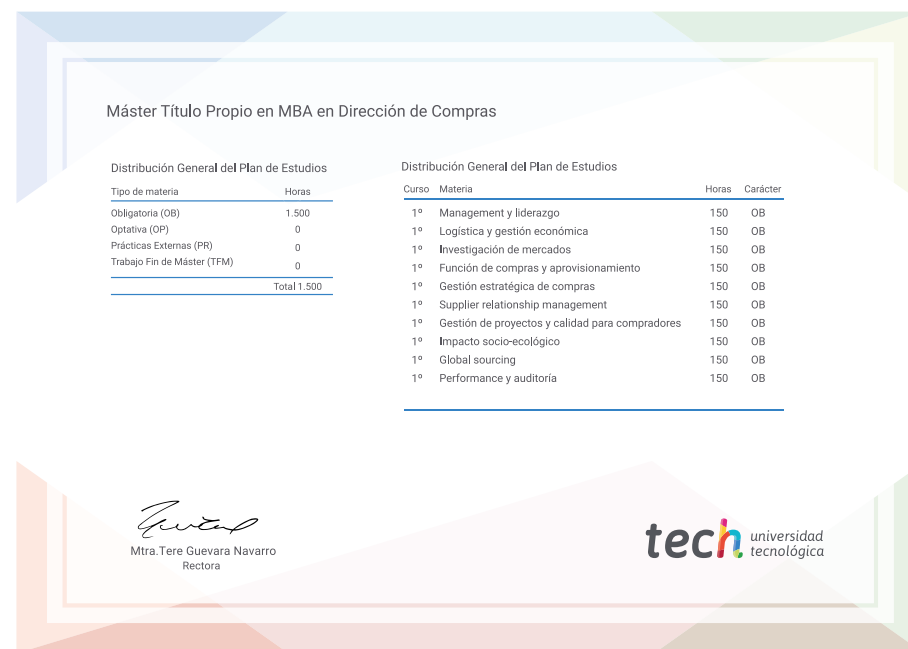 Máster Título Propio en MBA en Dirección de Compras
Distribución General del Plan de Estudios
Tipo de materia Horas
Obligatoria (OB) 1.500
Optativa (OP) 0
Prácticas Externas (PR) 0
Trabajo Fin de Máster (TFM) 0
Total 1.500
Distribución General del Plan de Estudios
Curso Materia Horas Carácter
1º Management y liderazgo 150 OB
1º Logística y gestión económica 150 OB
1º Investigación de mercados 150 OB
1º Función de compras y aprovisionamiento 150 OB
1º Gestión estratégica de compras 150 OB
1º Supplier relationship management 150 OB
1º Gestión de proyectos y calidad para compradores 150 OB
1º Impacto socio-ecológico 150 OB
1º Global sourcing 150 OB
1º Performance y auditoría 150 OB
Mtra.Tere Guevara Navarro
Rectora
tech universidad
tecnológica